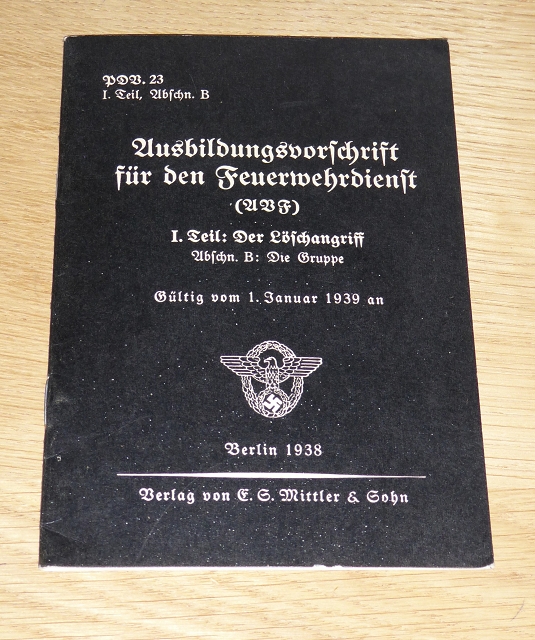 PDV. 23
I. Teil, Abſchn. B
Ausbildungsvorſchrift
für den Feuerwehrdienſt
(AVF)
I. Teil: Der Löſchangriff
Abſchn. B: Die Gruppe
Gültig vom 1. Januar 1939 an
Berlin 1938
Verlag von E. S. Mittler & Sohn